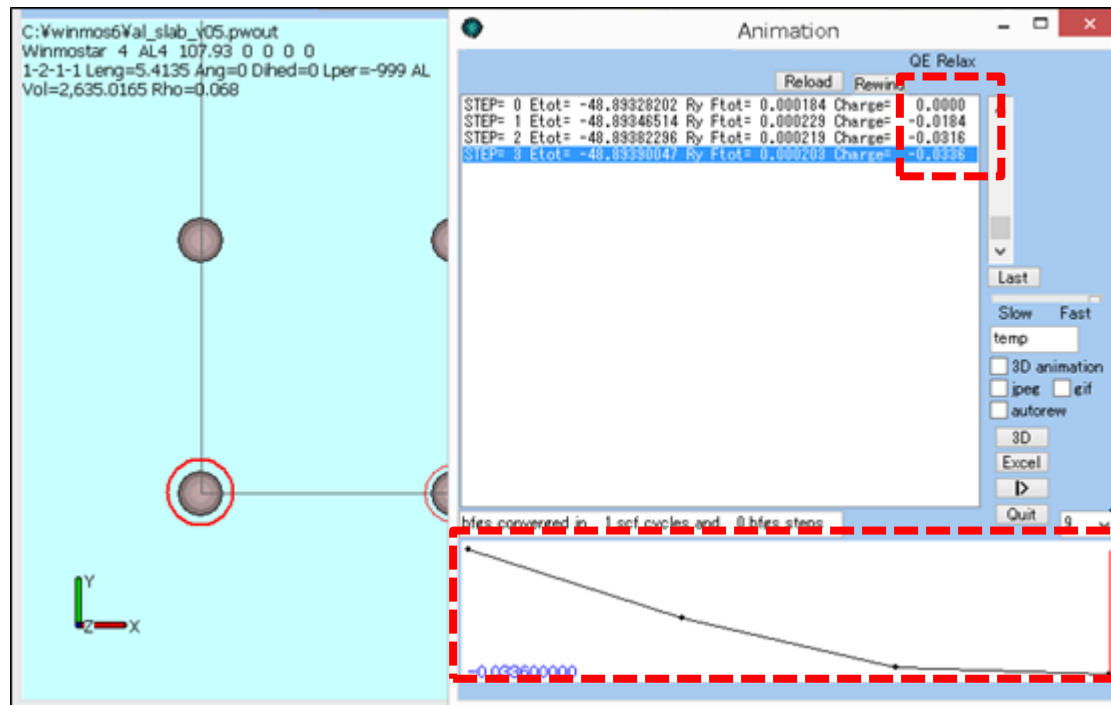 C:¥winmos6¥al_slab_v05.pwout
Winmostar 4 AL4 107.93 0 0 0 0
1-2-1-1 Leng=5.4135 Ang=0 Dihed=0 Lper=-999 AL
Vol=2,635.0165 Rho=0.068
Y
Z X
Animation
QE Relax
Reload Rewind
STEP= 0 Etot= -48.89328202 Ry Ftot= 0.000184 Charge= 0.0000
STEP= 1 Etot= -48.89346514 Ry Ftot= 0.000229 Charge= -0.0184
STEP= 2 Etot= -48.89382296 Ry Ftot= 0.000219 Charge= -0.0316
STEP= 3 Etot= -48.89390047 Ry Ftot= 0.000203 Charge= -0.0336
Last
Slow Fast
temp
3D animation
jpeg gif
autorew
3D
Excel
Quit 9
bfgs converged in 1 scf cycles and 0 bfgs steps
-0.033600000